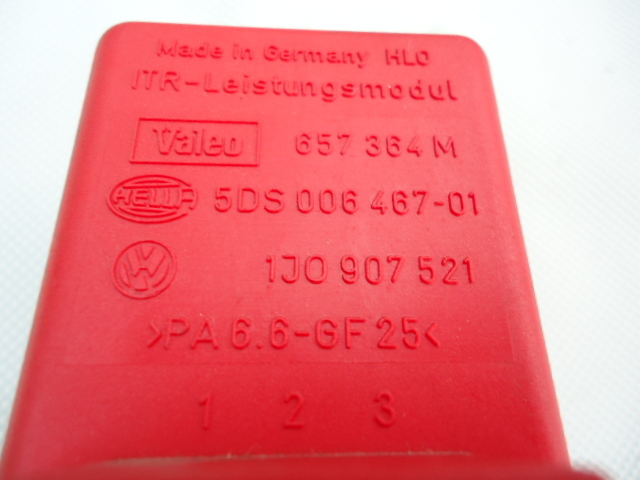 Made in Germany HLO
ITR-Leistungsmodul
Valeo 657 364 M
HELLA 5DS 006 467-01
VW 1J0 907 521
>PA 6.6-GF 25<
1 2 3